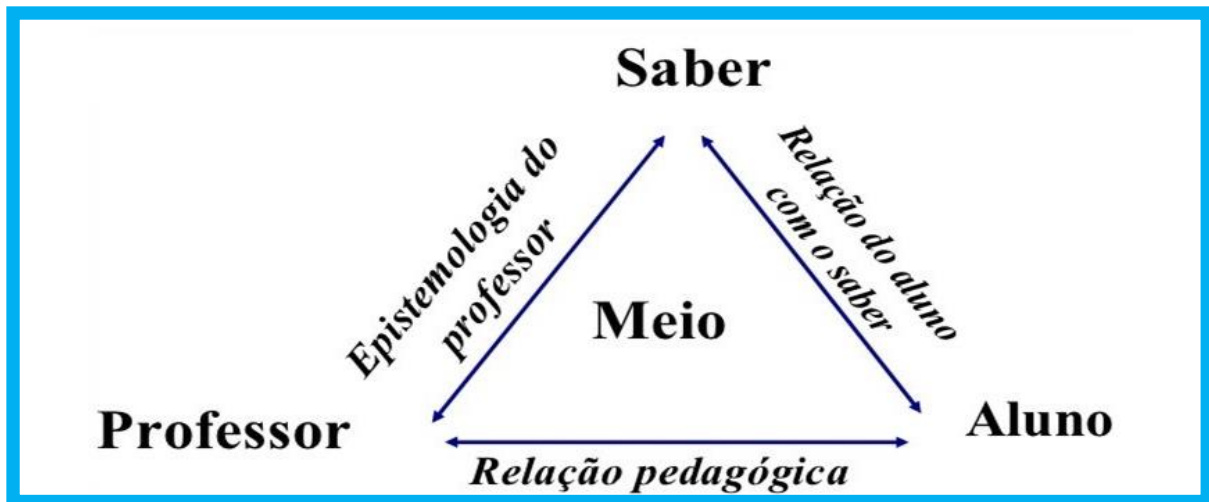 Saber
Epistemologia do
professor
Relação do aluno
com o saber
Meio
Professor
Aluno
Relação pedagógica